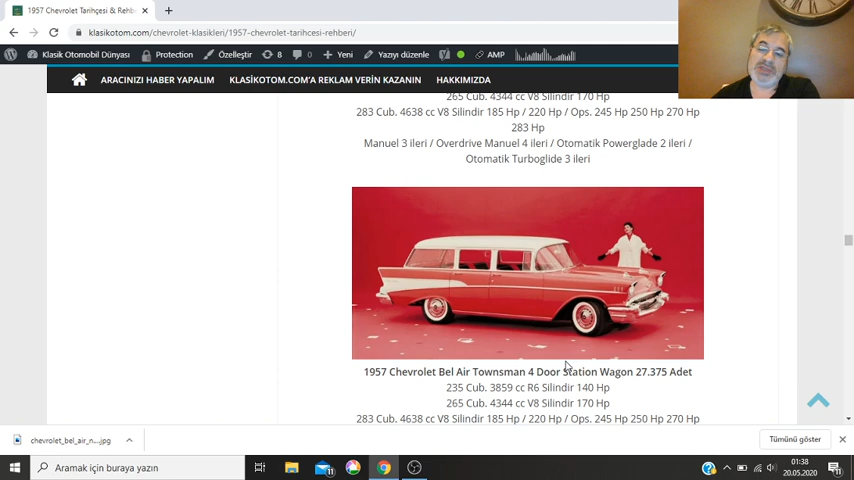 1957 Chevrolet Tarihçesi & Rehb
klasikotom.com/chevrolet-klasikleri/1957-chevrolet-tarihcesi-rehberi/
Klasik Otomobil Dünyası Protection Özelleştir 8 0 Yeni Yazıyı düzenle AMP
ARACINIZI HABER YAPALIM KLASİKOTOM.COM'A REKLAM VERİN KAZANIN HAKKIMIZDA
265 Cub. 4344 cc V8 Silindir 170 Hp
283 Cub. 4638 cc V8 Silindir 185 Hp / 220 Hp / Ops. 245 Hp 250 Hp 270 Hp
283 Hp
Manuel 3 ileri / Overdrive Manuel 4 ileri / Otomatik Powerglade 2 ileri /
Otomatik Turboglide 3 ileri
1957 Chevrolet Bel Air Townsman 4 Door Station Wagon 27.375 Adet
235 Cub. 3859 cc R6 Silindir 140 Hp
265 Cub. 4344 cc V8 Silindir 170 Hp
283 Cub. 4638 cc V8 Silindir 185 Hp / 220 Hp / Ops. 245 Hp 250 Hp 270 Hp
chevrolet_bel_air_n....jpg
Tümünü göster
Aramak için buraya yazın
11
01:38
20.05.2020
11